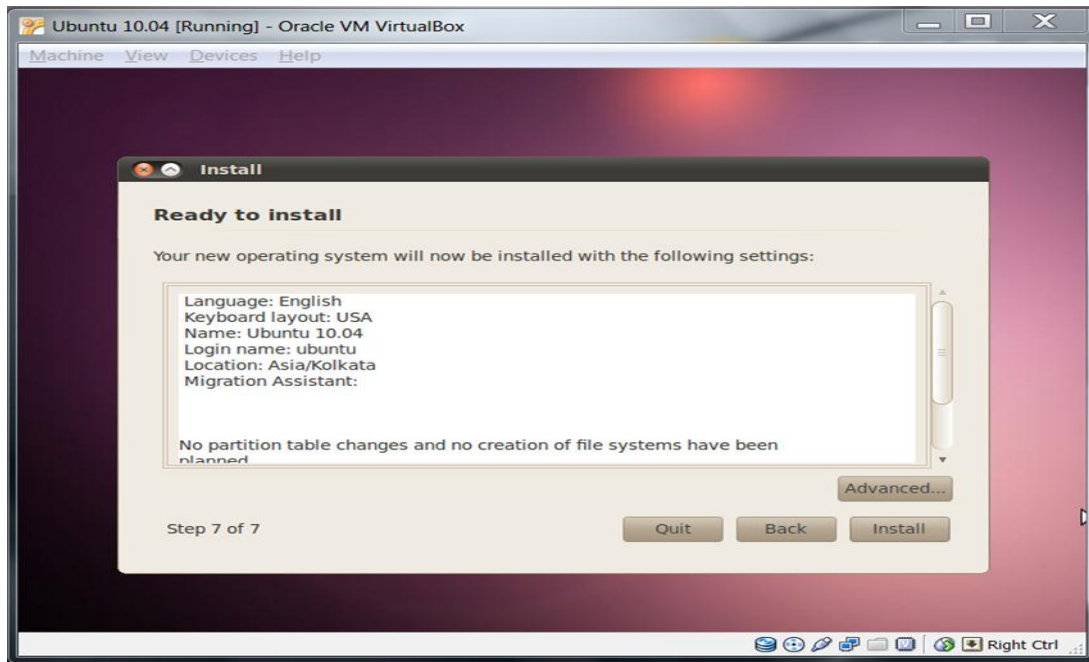 Ubuntu 10.04 [Running] - Oracle VM VirtualBox
Machine View Devices Help
Install
Ready to install
Your new operating system will now be installed with the following settings:
Language: English
Keyboard layout: USA
Name: Ubuntu 10.04
Login name: ubuntu
Location: Asia/Kolkata
Migration Assistant:
No partition table changes and no creation of file systems have been
planned
Advanced...
Step 7 of 7
Quit
Back
Install
Right Ctrl